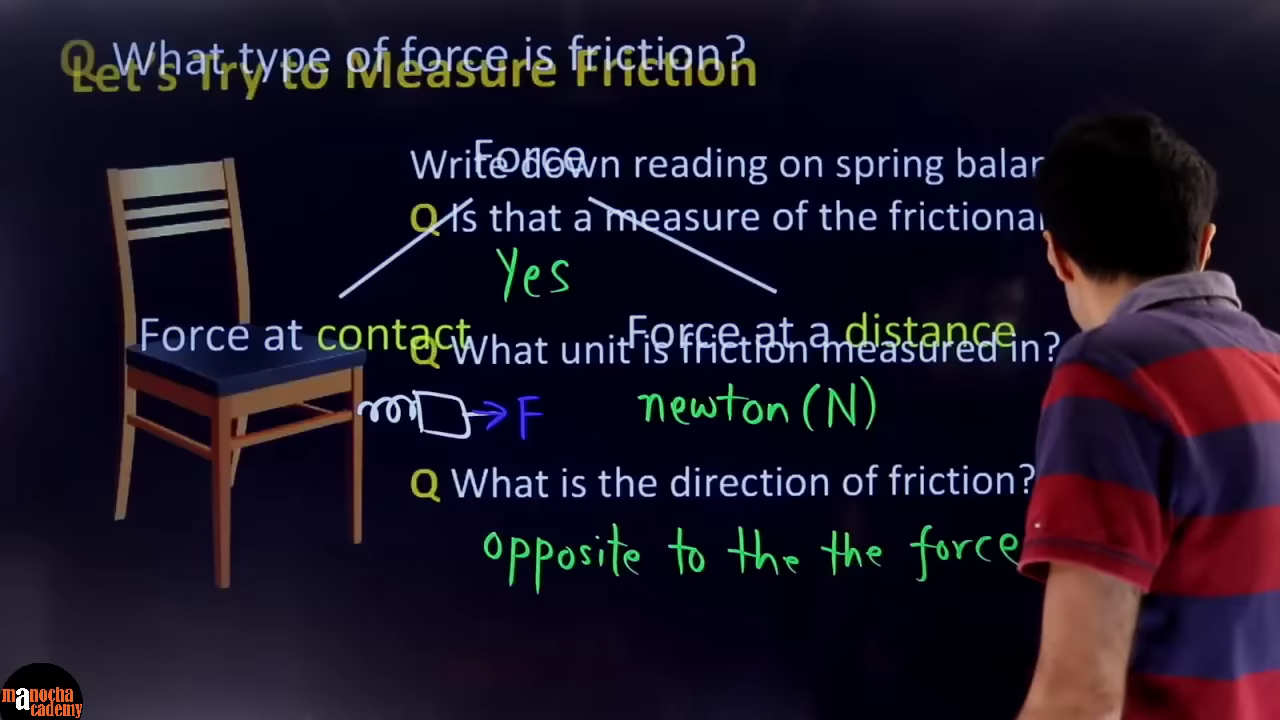 Q What type of force is friction?
Let's Try to Measure Friction
Force
Write down reading on spring balan
Q Is that a measure of the frictional
Yes
Force at contact
Force at a distance
Q What unit is friction measured in?
F
newton (N)
Q What is the direction of friction?
opposite to the the force
manocha
academy